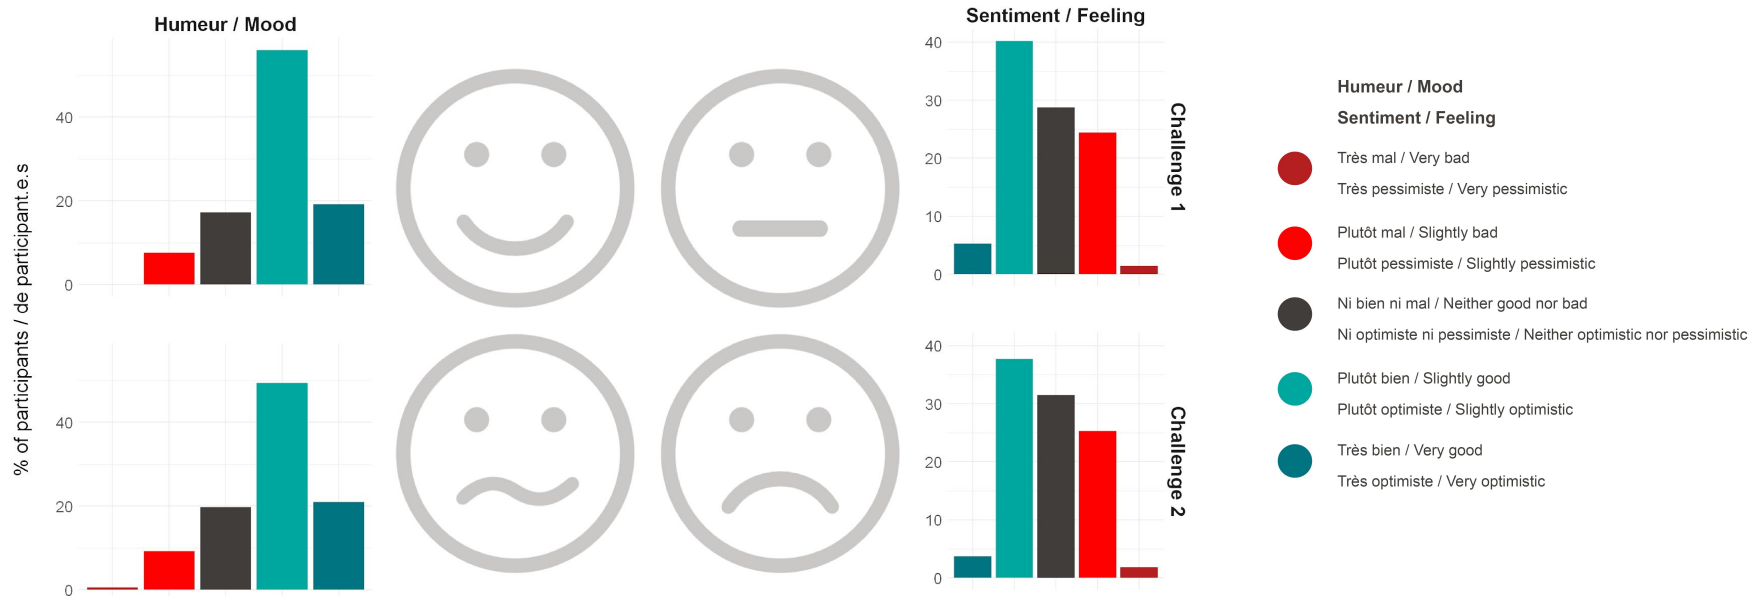 Humeur / Mood
Sentiment / Feeling
% of participants / de participant.e.s
40
20
0
40
30
20
10
0
Challenge 1
40
20
0
40
30
20
10
0
Challenge 2
Humeur / Mood
Sentiment / Feeling
Très mal / Very bad
Très pessimiste / Very pessimistic
Plutôt mal / Slightly bad
Plutôt pessimiste / Slightly pessimistic
Ni bien ni mal / Neither good nor bad
Ni optimiste ni pessimiste / Neither optimistic nor pessimistic
Plutôt bien / Slightly good
Plutôt optimiste / Slightly optimistic
Très bien / Very good
Très optimiste / Very optimistic